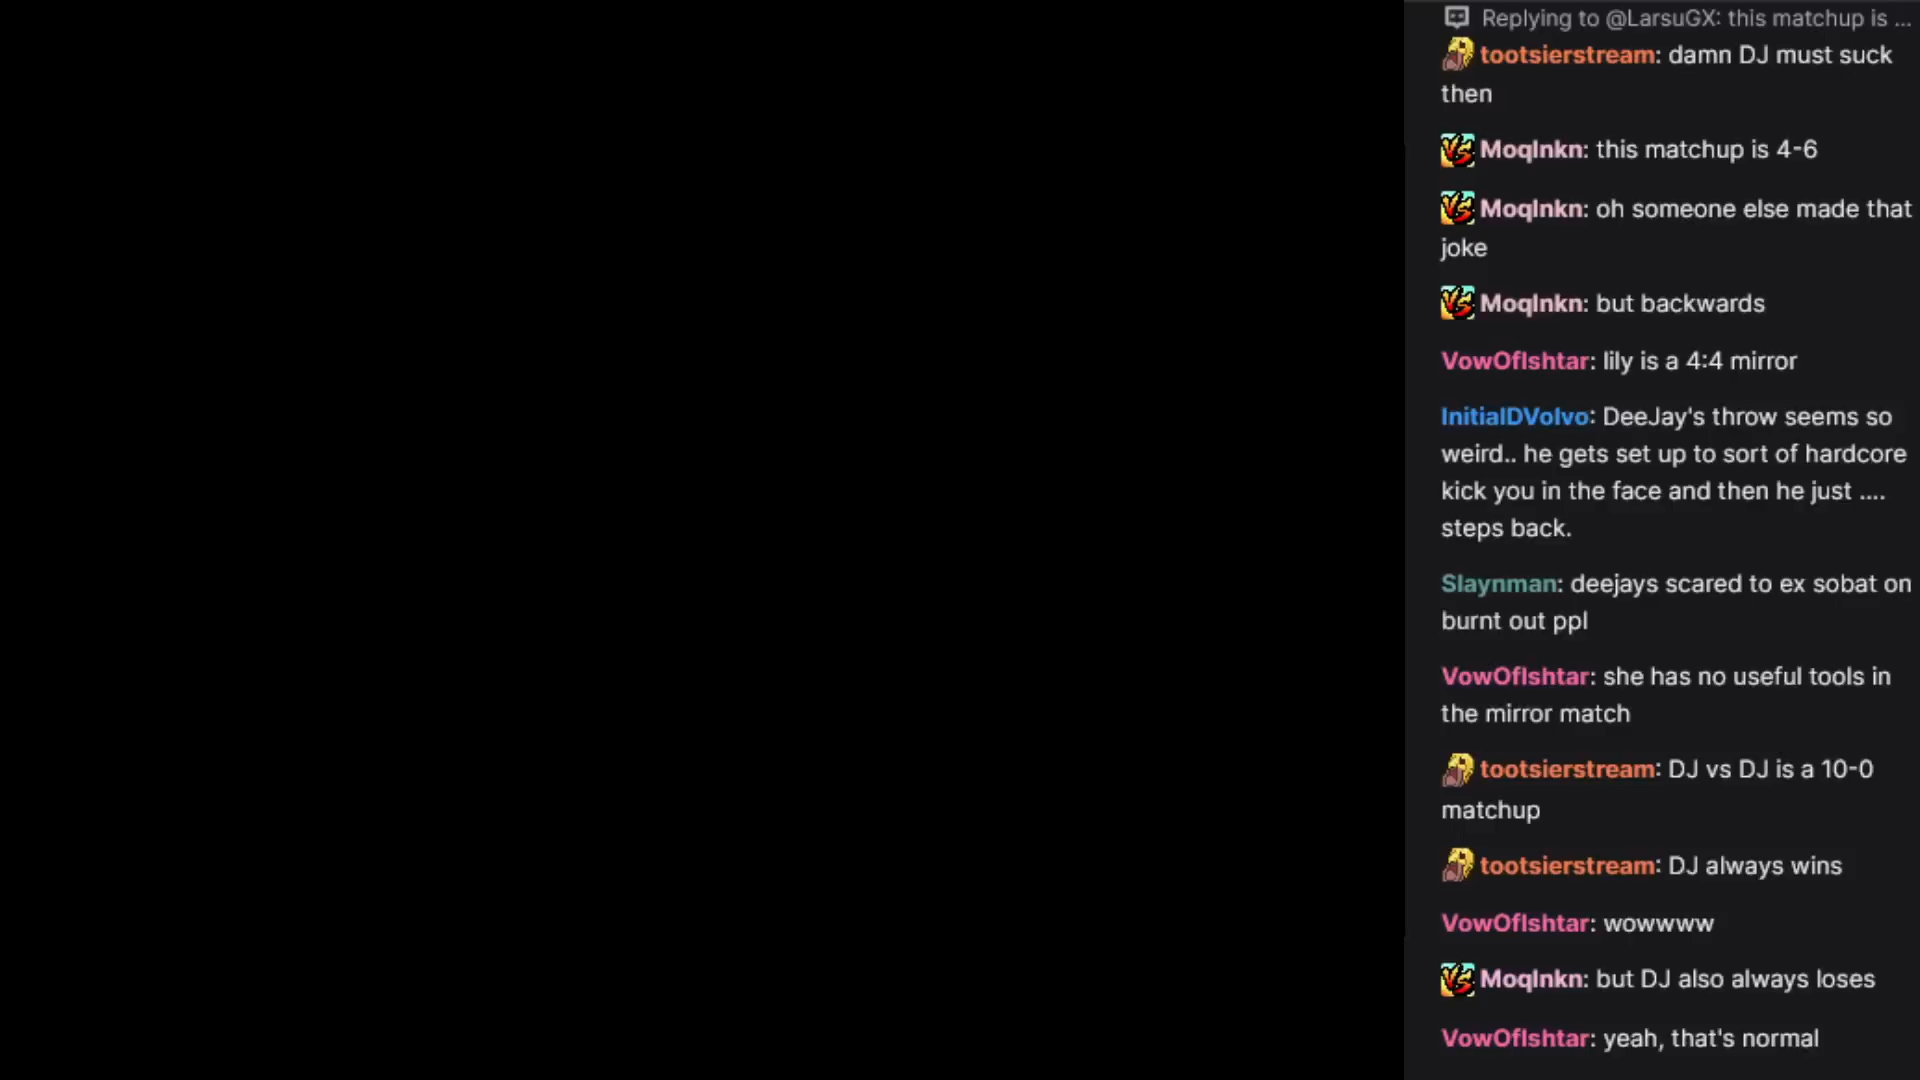 Replying to @LarsuGX: this matchup is ...
tootsierstream: damn DJ must suck
then
MoqInkn: this matchup is 4-6
MoqInkn: oh someone else made that
joke
MoqInkn: but backwards
VowOfIshtar: lily is a 4:4 mirror
InitialDVolvo: DeeJay's throw seems so
weird.. he gets set up to sort of hardcore
kick you in the face and then he just ....
steps back.
Slaynman: deejays scared to ex sobat on
burnt out ppl
VowOfIshtar: she has no useful tools in
the mirror match
tootsierstream: DJ vs DJ is a 10-0
matchup
tootsierstream: DJ always wins
VowOfIshtar: wowwww
MoqInkn: but DJ also always loses
VowOfIshtar: yeah, that's normal